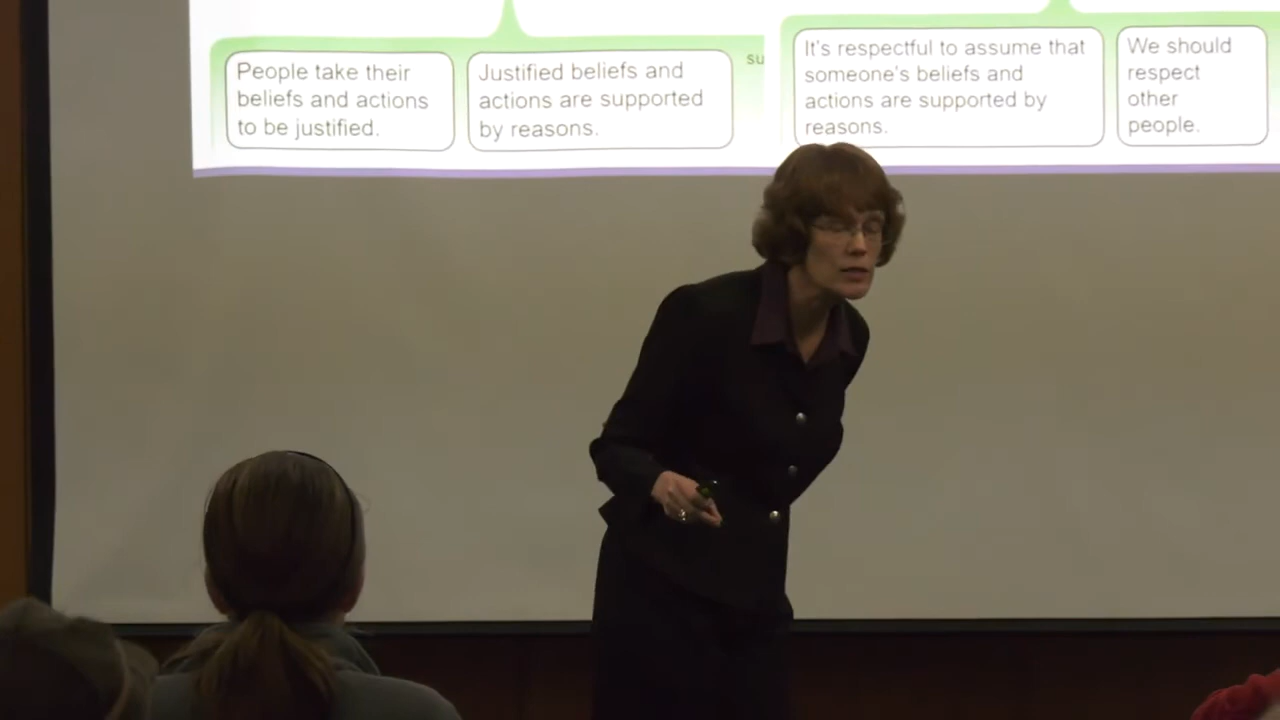 People take their
beliefs and actions
to be justified.
Justified beliefs and
actions are supported
by reasons.
su
It's respectful to assume that
someone's beliefs and
actions are supported by
reasons.
We should
respect
other
people.